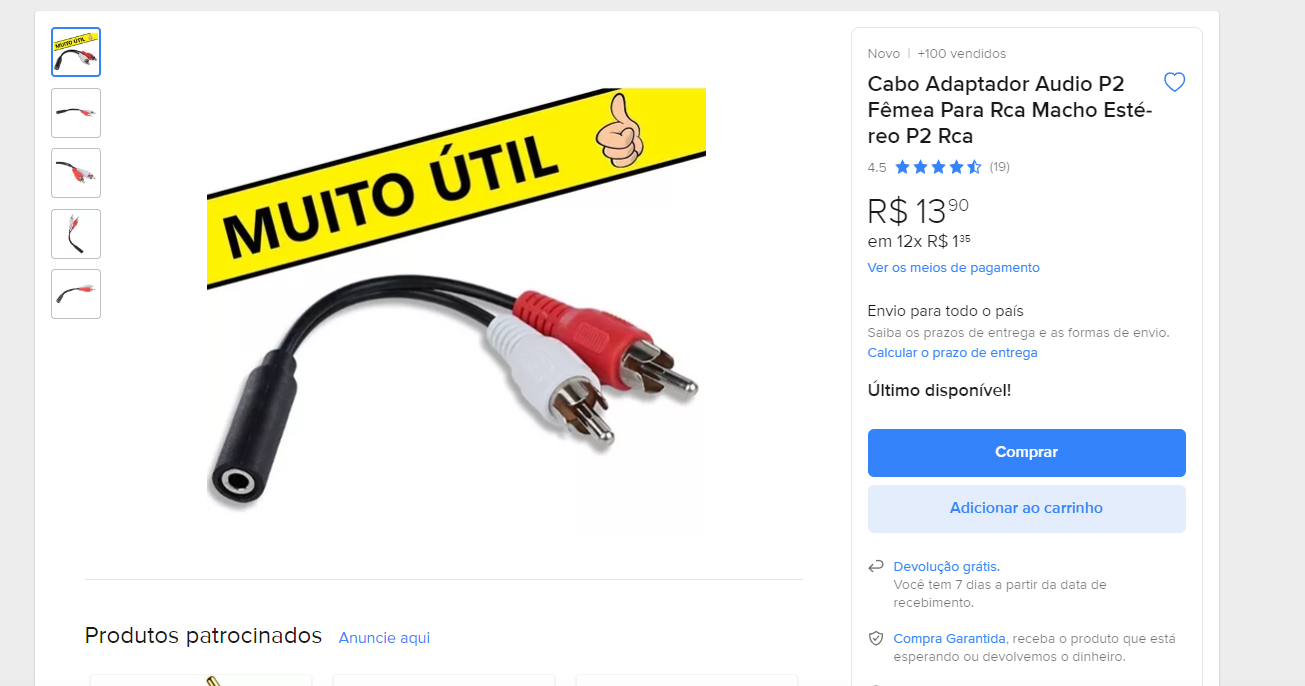 MUITO ÚTIL
MUITO ÚTIL
Novo | +100 vendidos
Cabo Adaptador Audio P2
Fêmea Para Rca Macho Esté-
reo P2 Rca
4.5 (19)
R$ 13 90
em 12x R$ 1 35
Ver os meios de pagamento
Envio para todo o país
Saiba os prazos de entrega e as formas de envio.
Calcular o prazo de entrega
Último disponível!
Comprar
Adicionar ao carrinho
Devolução grátis.
Você tem 7 dias a partir da data de
recebimento.
Compra Garantida, receba o produto que está
esperando ou devolvemos o dinheiro.
Produtos patrocinados Anuncie aqui